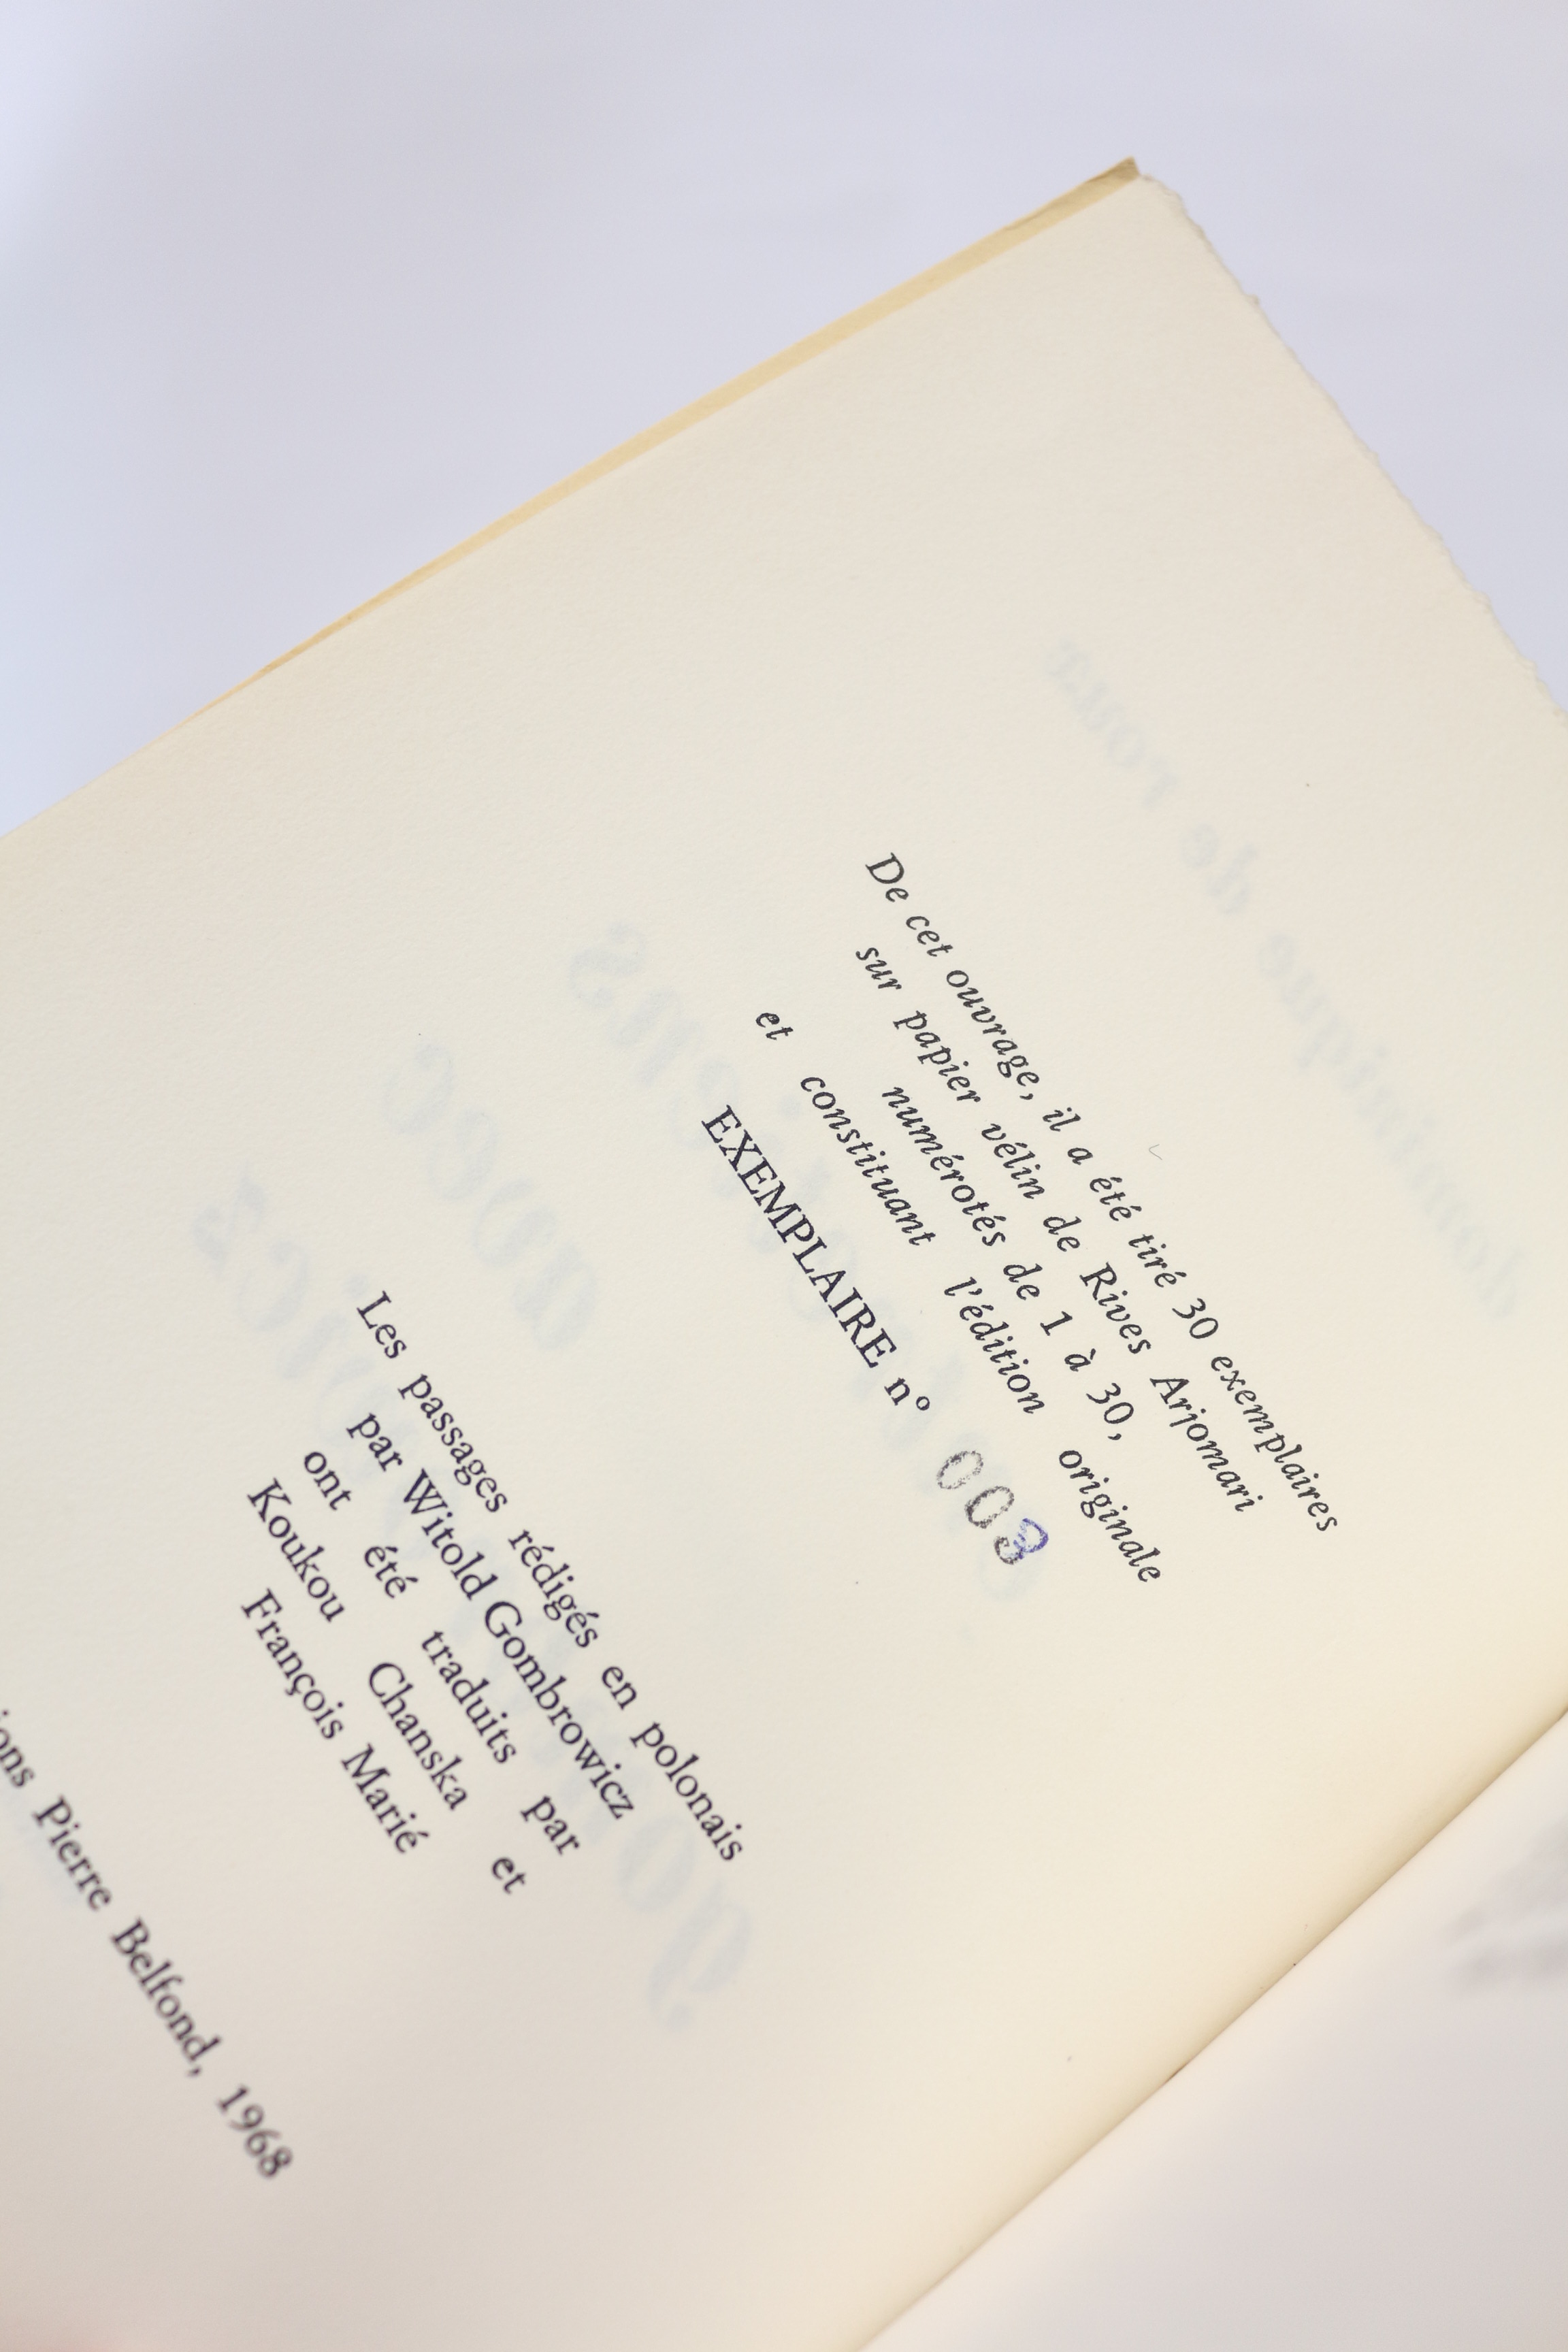 De cet ouvrage, il a été tiré 30 exemplaires
sur papier vélin de Rives Arjomari
numérotés de 1 à 30,
et constituant l'édition originale
EXEMPLAIRE nº 0003
Les passages rédigés en polonais
par Witold Gombrowicz
ont été traduits par
Koukou Chanska et
François Marié
Pierre Belfond, 1968